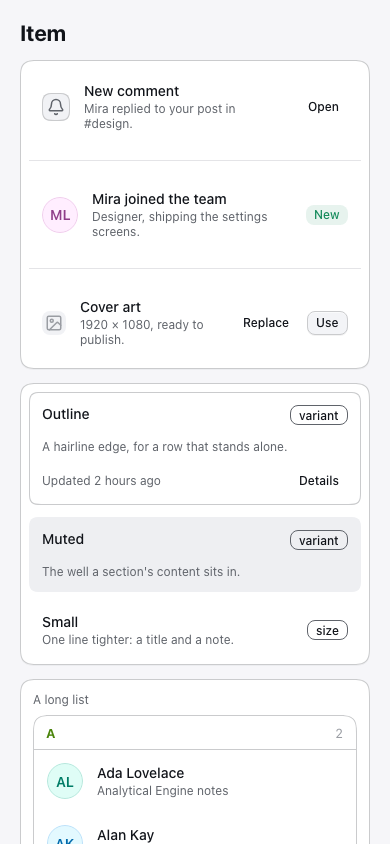 Item
New comment
Mira replied to your post in
#design.
Open
ML
Mira joined the team
Designer, shipping the settings
screens.
New
Cover art
1920 × 1080, ready to
publish.
Replace
Use
Outline
variant
A hairline edge, for a row that stands alone.
Updated 2 hours ago
Details
Muted
variant
The well a section's content sits in.
Small
One line tighter: a title and a note.
size
A long list
A
2
AL
Ada Lovelace
Analytical Engine notes
AK
Alan Kay